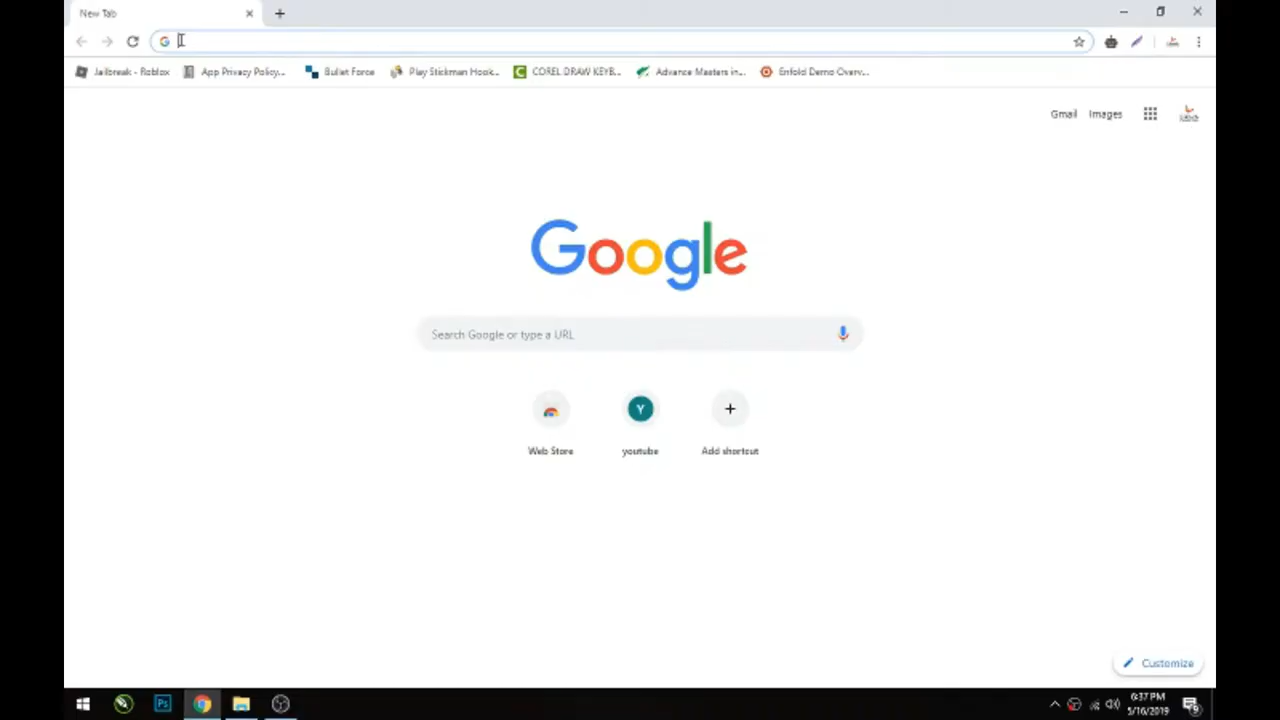 New Tab
Jailbreak - Roblox
App Privacy Policy...
Bullet Force
Play Stickman Hook...
COREL DRAW KEYB...
Advance Masters in...
Enfold Demo Overv...
Gmail
Images
Google
Search Google or type a URL
Y
Web Store
youtube
Add shortcut
Customize
Ps
6:37 PM
5/16/2019